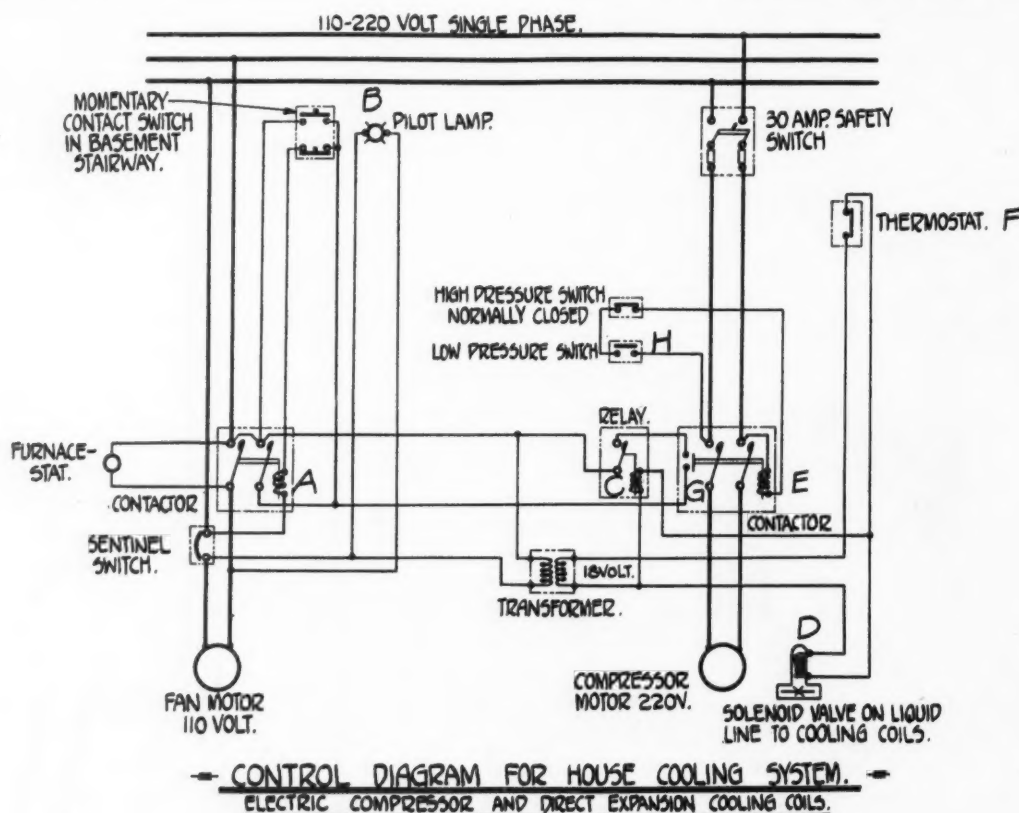 110-220 VOLT SINGLE PHASE.
MOMENTARY
CONTACT SWITCH
IN BASEMENT
STAIRWAY.
B
PILOT LAMP.
30 AMP. SAFETY
SWITCH
THERMOSTAT. F
HIGH PRESSURE SWITCH
NORMALLY CLOSED
LOW PRESSURE SWITCH
H
RELAY.
FURNACE-
STAT.
A
C
G
E
CONTACTOR
CONTACTOR
SENTINEL
SWITCH.
18 VOLT.
TRANSFORMER.
D
FAN MOTOR
110 VOLT.
COMPRESSOR
MOTOR 220V.
SOLENOID VALVE ON LIQUID
LINE TO COOLING COILS.
CONTROL DIAGRAM FOR HOUSE COOLING SYSTEM.
ELECTRIC COMPRESSOR AND DIRECT EXPANSION COOLING COILS.